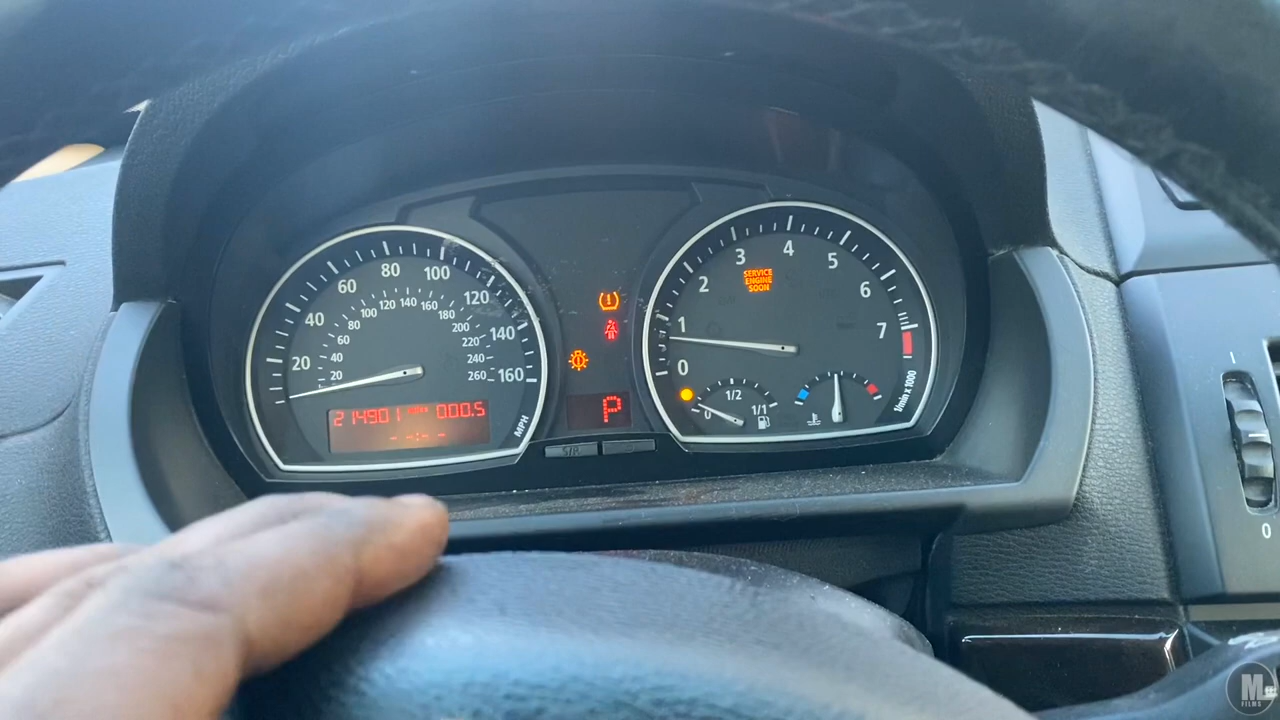 20 40 60 80 100 120 140 160
20 40 60 80 100 120 140 160 180 200 220 240 260
MPH
214901 000.5
P
S/R
0 1 2 3 4 5 6 7
SERVICE
ENGINE
SOON
1/min x 1000
0 1/2 1/1
0
M
FILMS